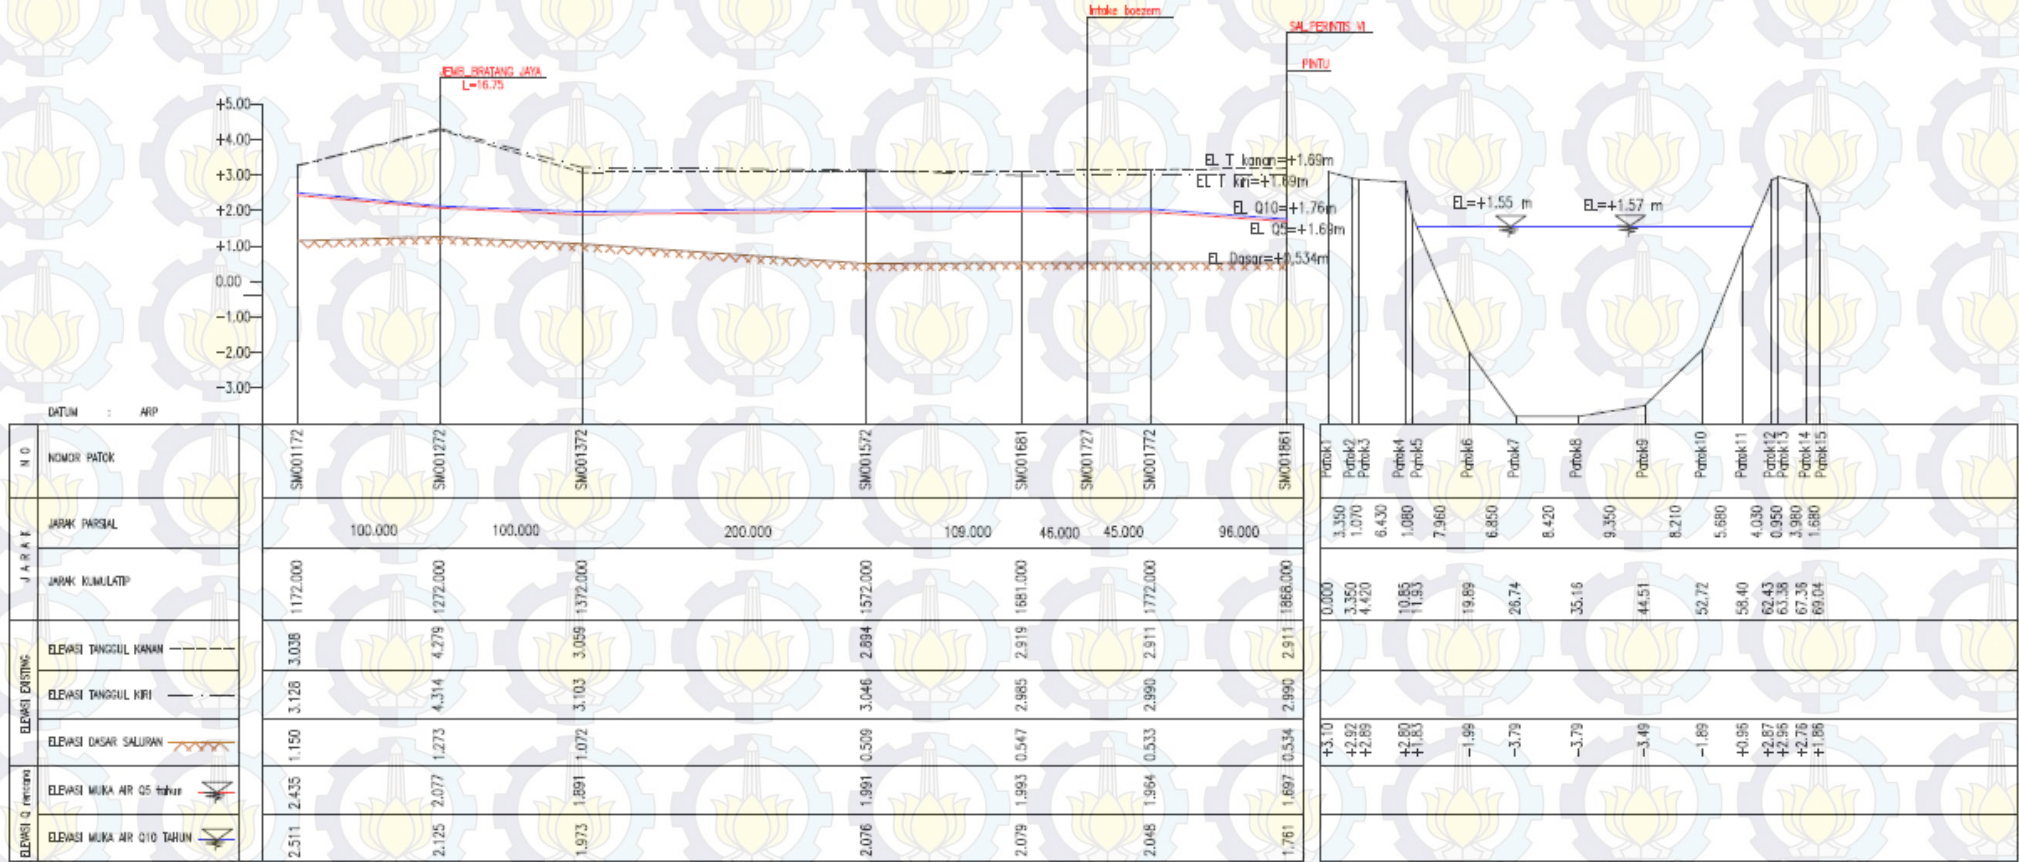 Intake boezem
SAL.PERINTIS VI
PINTU
JEMB.BRATANG JAYA
L=16.75
+5.00
+4.00
+3.00
+2.00
+1.00
0.00
-1.00
-2.00
-3.00
EL T kanan=+1.69m
EL T kiri=+1.69m
EL Q10=+1.76m
EL Q5=+1.69m
EL Dasar=+0,534m
EL=+1.55 m
EL=+1.57 m
DATUM : ARP
NO
NOMOR PATOK
SM001172 SM001272 SM001372 SM001572 SM001681 SM001727 SM001772 SM001861
Patok1 Patok2 Patok3 Patok4 Patok5 Patok6 Patok7 Patok8 Patok9 Patok10 Patok11 Patok12 Patok13 Patok14 Patok15
JARAK
JARAK PARSIAL
100.000 100.000 200.000 109.000 46.000 45.000 96.000
3.350 1.070 6.430 1.080 7.960 6.850 8.420 9.350 8.210 5.680 4.030 0.950 3.980 1.680
JARAK KUMULATIP
1172.000 1272.000 1372.000 1572.000 1681.000 1772.000 1868.000
0.000 3.350 4.420 10.85 11.93 19.89 26.74 35.16 44.51 52.72 58.40 62.43 63.38 67.36 69.04
ELEVASI EXISTING
ELEVASI TANGGUL KANAN
3.038 4.279 3.059 2.894 2.919 2.911 2.911
ELEVASI TANGGUL KIRI
3.128 4.314 3.103 3.046 2.985 2.990 2.990
ELEVASI DASAR SALURAN
1.150 1.273 1.072 0.509 0.547 0.533 0.534
+3.10 +2.92 +2.89 +2.80 +1.83 -1.99 -3.79 -3.79 -3.49 -1.89 +0.96 +2.87 +2.96 +2.76 +1.86
ELEVASI Q rencana
ELEVASI MUKA AIR Q5 tahun
2.435 2.077 1.891 1.991 1.993 1.964 1.697
ELEVASI MUKA AIR Q10 TAHUN
2.511 2.125 1.973 2.076 2.079 2.048 1.761